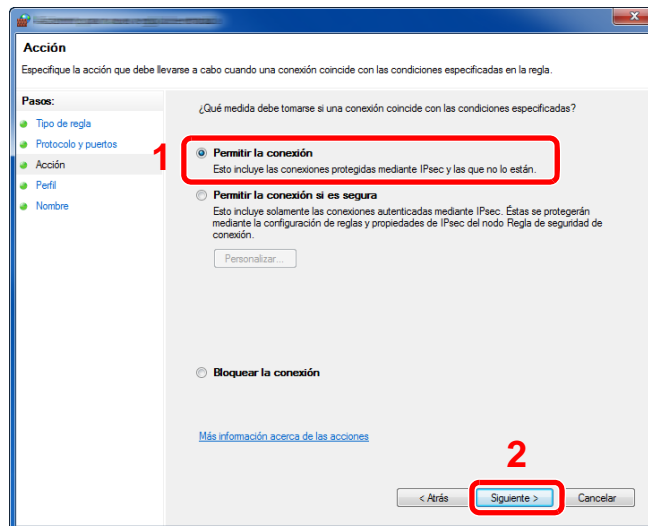 Acción
Especifique la acción que debe llevarse a cabo cuando una conexión coincide con las condiciones especificadas en la regla.
Pasos:
Tipo de regla
Protocolo y puertos
Acción
Perfil
Nombre
¿Qué medida debe tomarse si una conexión coincide con las condiciones especificadas?
1
Permitir la conexión
Esto incluye las conexiones protegidas mediante IPsec y las que no lo están.
Permitir la conexión si es segura
Esto incluye solamente las conexiones autenticadas mediante IPsec. Éstas se protegerán
mediante la configuración de reglas y propiedades de IPsec del nodo Regla de seguridad de
conexión.
Personalizar...
Bloquear la conexión
Más información acerca de las acciones
2
< Atrás
Siguiente >
Cancelar